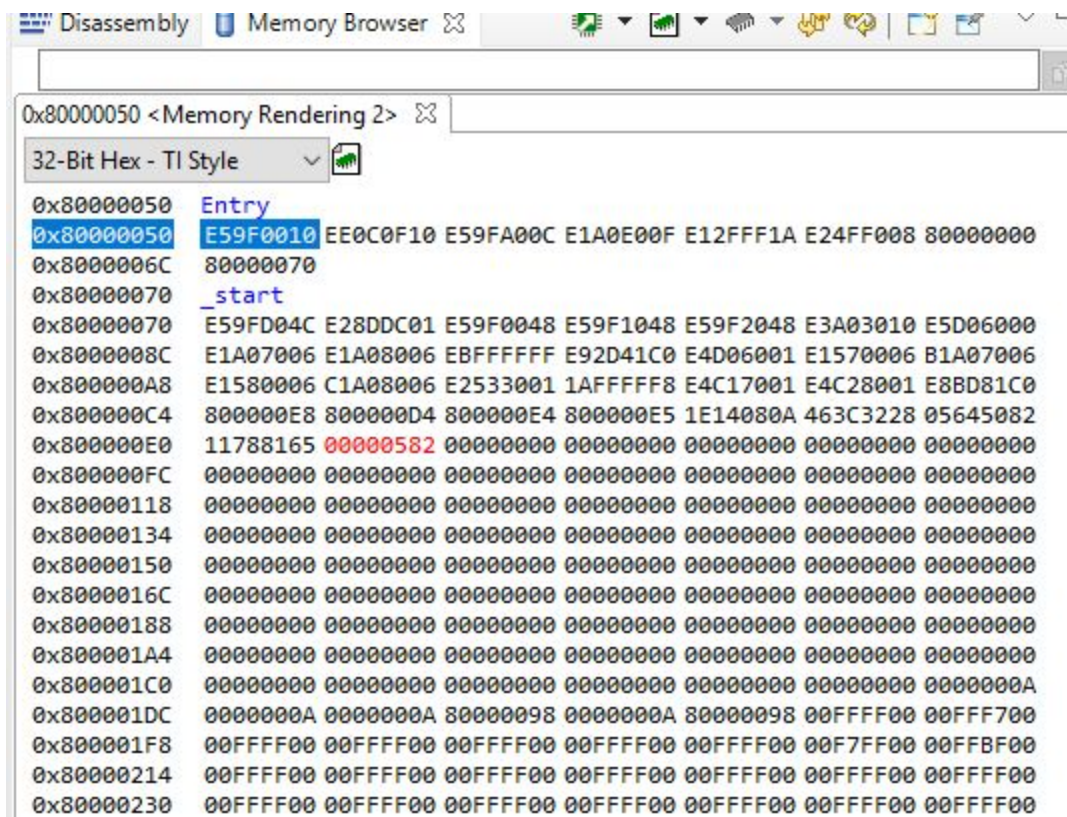 Disassembly Memory Browser
0x80000050 <Memory Rendering 2>
32-Bit Hex - TI Style
0x80000050 Entry
0x80000050 E59F0010 EE0C0F10 E59FA00C E1A0E00F E12FFF1A E24FF008 80000000
0x8000006C 80000070
0x80000070 _start
0x80000070 E59FD04C E28DDC01 E59F0048 E59F1048 E59F2048 E3A03010 E5D06000
0x8000008C E1A07006 E1A08006 EBFFFFFF E92D41C0 E4D06001 E1570006 B1A07006
0x800000A8 E1580006 C1A08006 E2533001 1AFFFFF8 E4C17001 E4C28001 E8BD81C0
0x800000C4 800000E8 800000D4 800000E4 800000E5 1E14080A 463C3228 05645082
0x800000E0 11788165 00000582 00000000 00000000 00000000 00000000 00000000
0x800000FC 00000000 00000000 00000000 00000000 00000000 00000000 00000000
0x80000118 00000000 00000000 00000000 00000000 00000000 00000000 00000000
0x80000134 00000000 00000000 00000000 00000000 00000000 00000000 00000000
0x80000150 00000000 00000000 00000000 00000000 00000000 00000000 00000000
0x8000016C 00000000 00000000 00000000 00000000 00000000 00000000 00000000
0x80000188 00000000 00000000 00000000 00000000 00000000 00000000 00000000
0x800001A4 00000000 00000000 00000000 00000000 00000000 00000000 00000000
0x800001C0 00000000 00000000 00000000 00000000 00000000 00000000 0000000A
0x800001DC 0000000A 0000000A 80000098 0000000A 80000098 00FFFF00 00FFF700
0x800001F8 00FFFF00 00FFFF00 00FFFF00 00FFFF00 00FFFF00 00F7FF00 00FFBF00
0x80000214 00FFFF00 00FFFF00 00FFFF00 00FFFF00 00FFFF00 00FFFF00 00FFFF00
0x80000230 00FFFF00 00FFFF00 00FFFF00 00FFFF00 00FFFF00 00FFFF00 00FFFF00